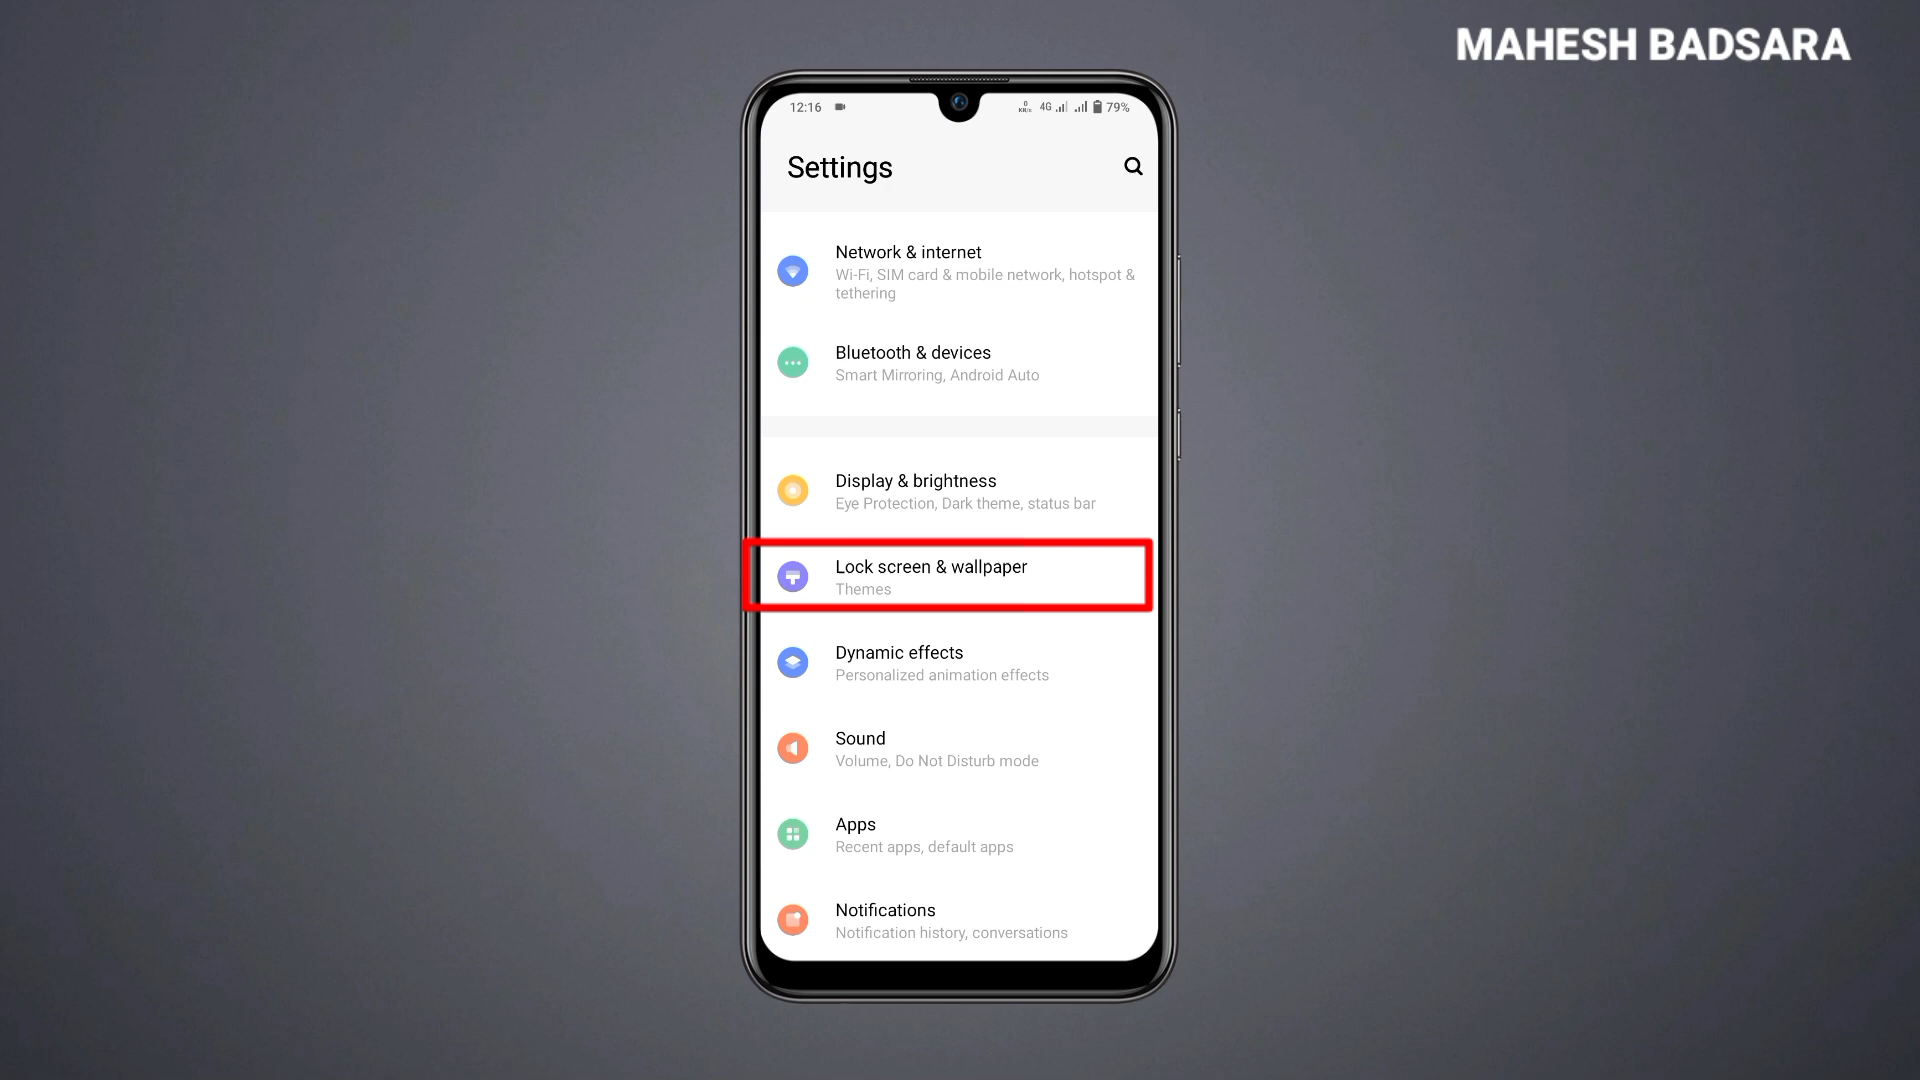 MAHESH BADSARA
12:16
0
KB/s
4G
79%
Settings
Network & internet
Wi-Fi, SIM card & mobile network, hotspot &
tethering
Bluetooth & devices
Smart Mirroring, Android Auto
Display & brightness
Eye Protection, Dark theme, status bar
Lock screen & wallpaper
Themes
Dynamic effects
Personalized animation effects
Sound
Volume, Do Not Disturb mode
Apps
Recent apps, default apps
Notifications
Notification history, conversations